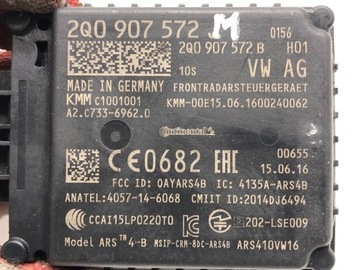 2Q0 907 572 M 0156
2Q0 907 572 B H01
10s VW AG
MADE IN GERMANY FRONTRADARSTEUERGERAET
KMM C1001001 KMM-00E15.06.1600240062
A2.C733-6962.0
Continental
CE0682 EAC 00655
15.06.16
FCC ID: OAYARS4B IC: 4135A-ARS4B
ANATEL:4057-14-6068 CMIIT ID:2014DJ6494
CCAI15LP0220T0 R 202-LSE009
Model ARS™4-B MSIP-CRM-8DC-ARS4B ARS410VW16